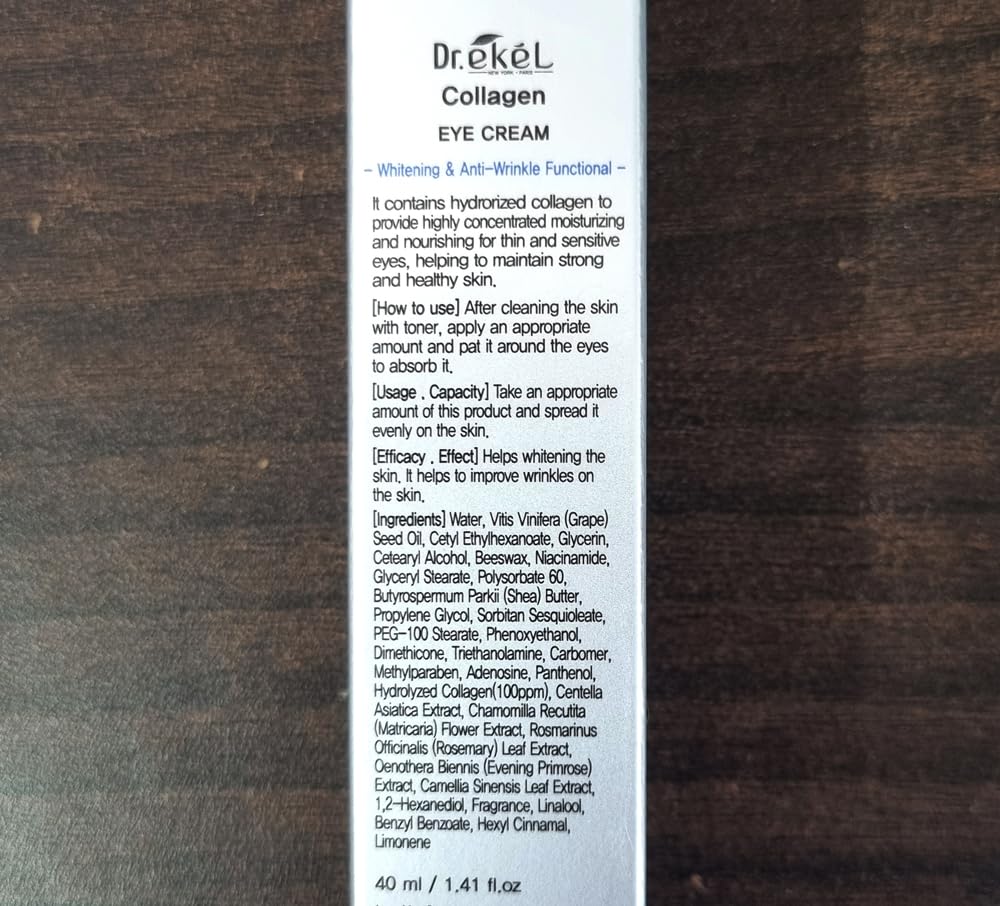 Dr.ékéL
NEW YORK - PARIS
Collagen
EYE CREAM
- Whitening & Anti-Wrinkle Functional -
It contains hydrorized collagen to
provide highly concentrated moisturizing
and nourishing for thin and sensitive
eyes, helping to maintain strong
and healthy skin.
[How to use] After cleaning the skin
with toner, apply an appropriate
amount and pat it around the eyes
to absorb it.
[Usage . Capacity] Take an appropriate
amount of this product and spread it
evenly on the skin.
[Efficacy . Effect] Helps whitening the
skin. It helps to improve wrinkles on
the skin.
[Ingredients] Water, Vitis Vinifera (Grape)
Seed Oil, Cetyl Ethylhexanoate, Glycerin,
Cetearyl Alcohol, Beeswax, Niacinamide,
Glyceryl Stearate, Polysorbate 60,
Butyrospermum Parkii (Shea) Butter,
Propylene Glycol, Sorbitan Sesquioleate,
PEG-100 Stearate, Phenoxyethanol,
Dimethicone, Triethanolamine, Carbomer,
Methylparaben, Adenosine, Panthenol,
Hydrolyzed Collagen(100ppm), Centella
Asiatica Extract, Chamomilla Recutita
(Matricaria) Flower Extract, Rosmarinus
Officinalis (Rosemary) Leaf Extract,
Oenothera Biennis (Evening Primrose)
Extract, Camellia Sinensis Leaf Extract,
1,2-Hexanediol, Fragrance, Linalool,
Benzyl Benzoate, Hexyl Cinnamal,
Limonene
40 ml / 1.41 fl.oz